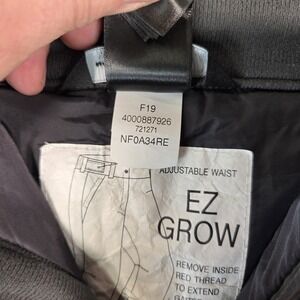 F19
4000887926
721271
NF0A34RE
ADJUSTABLE WAIST
EZ
GROW
REMOVE INSIDE
RED THREAD
TO EXTEND